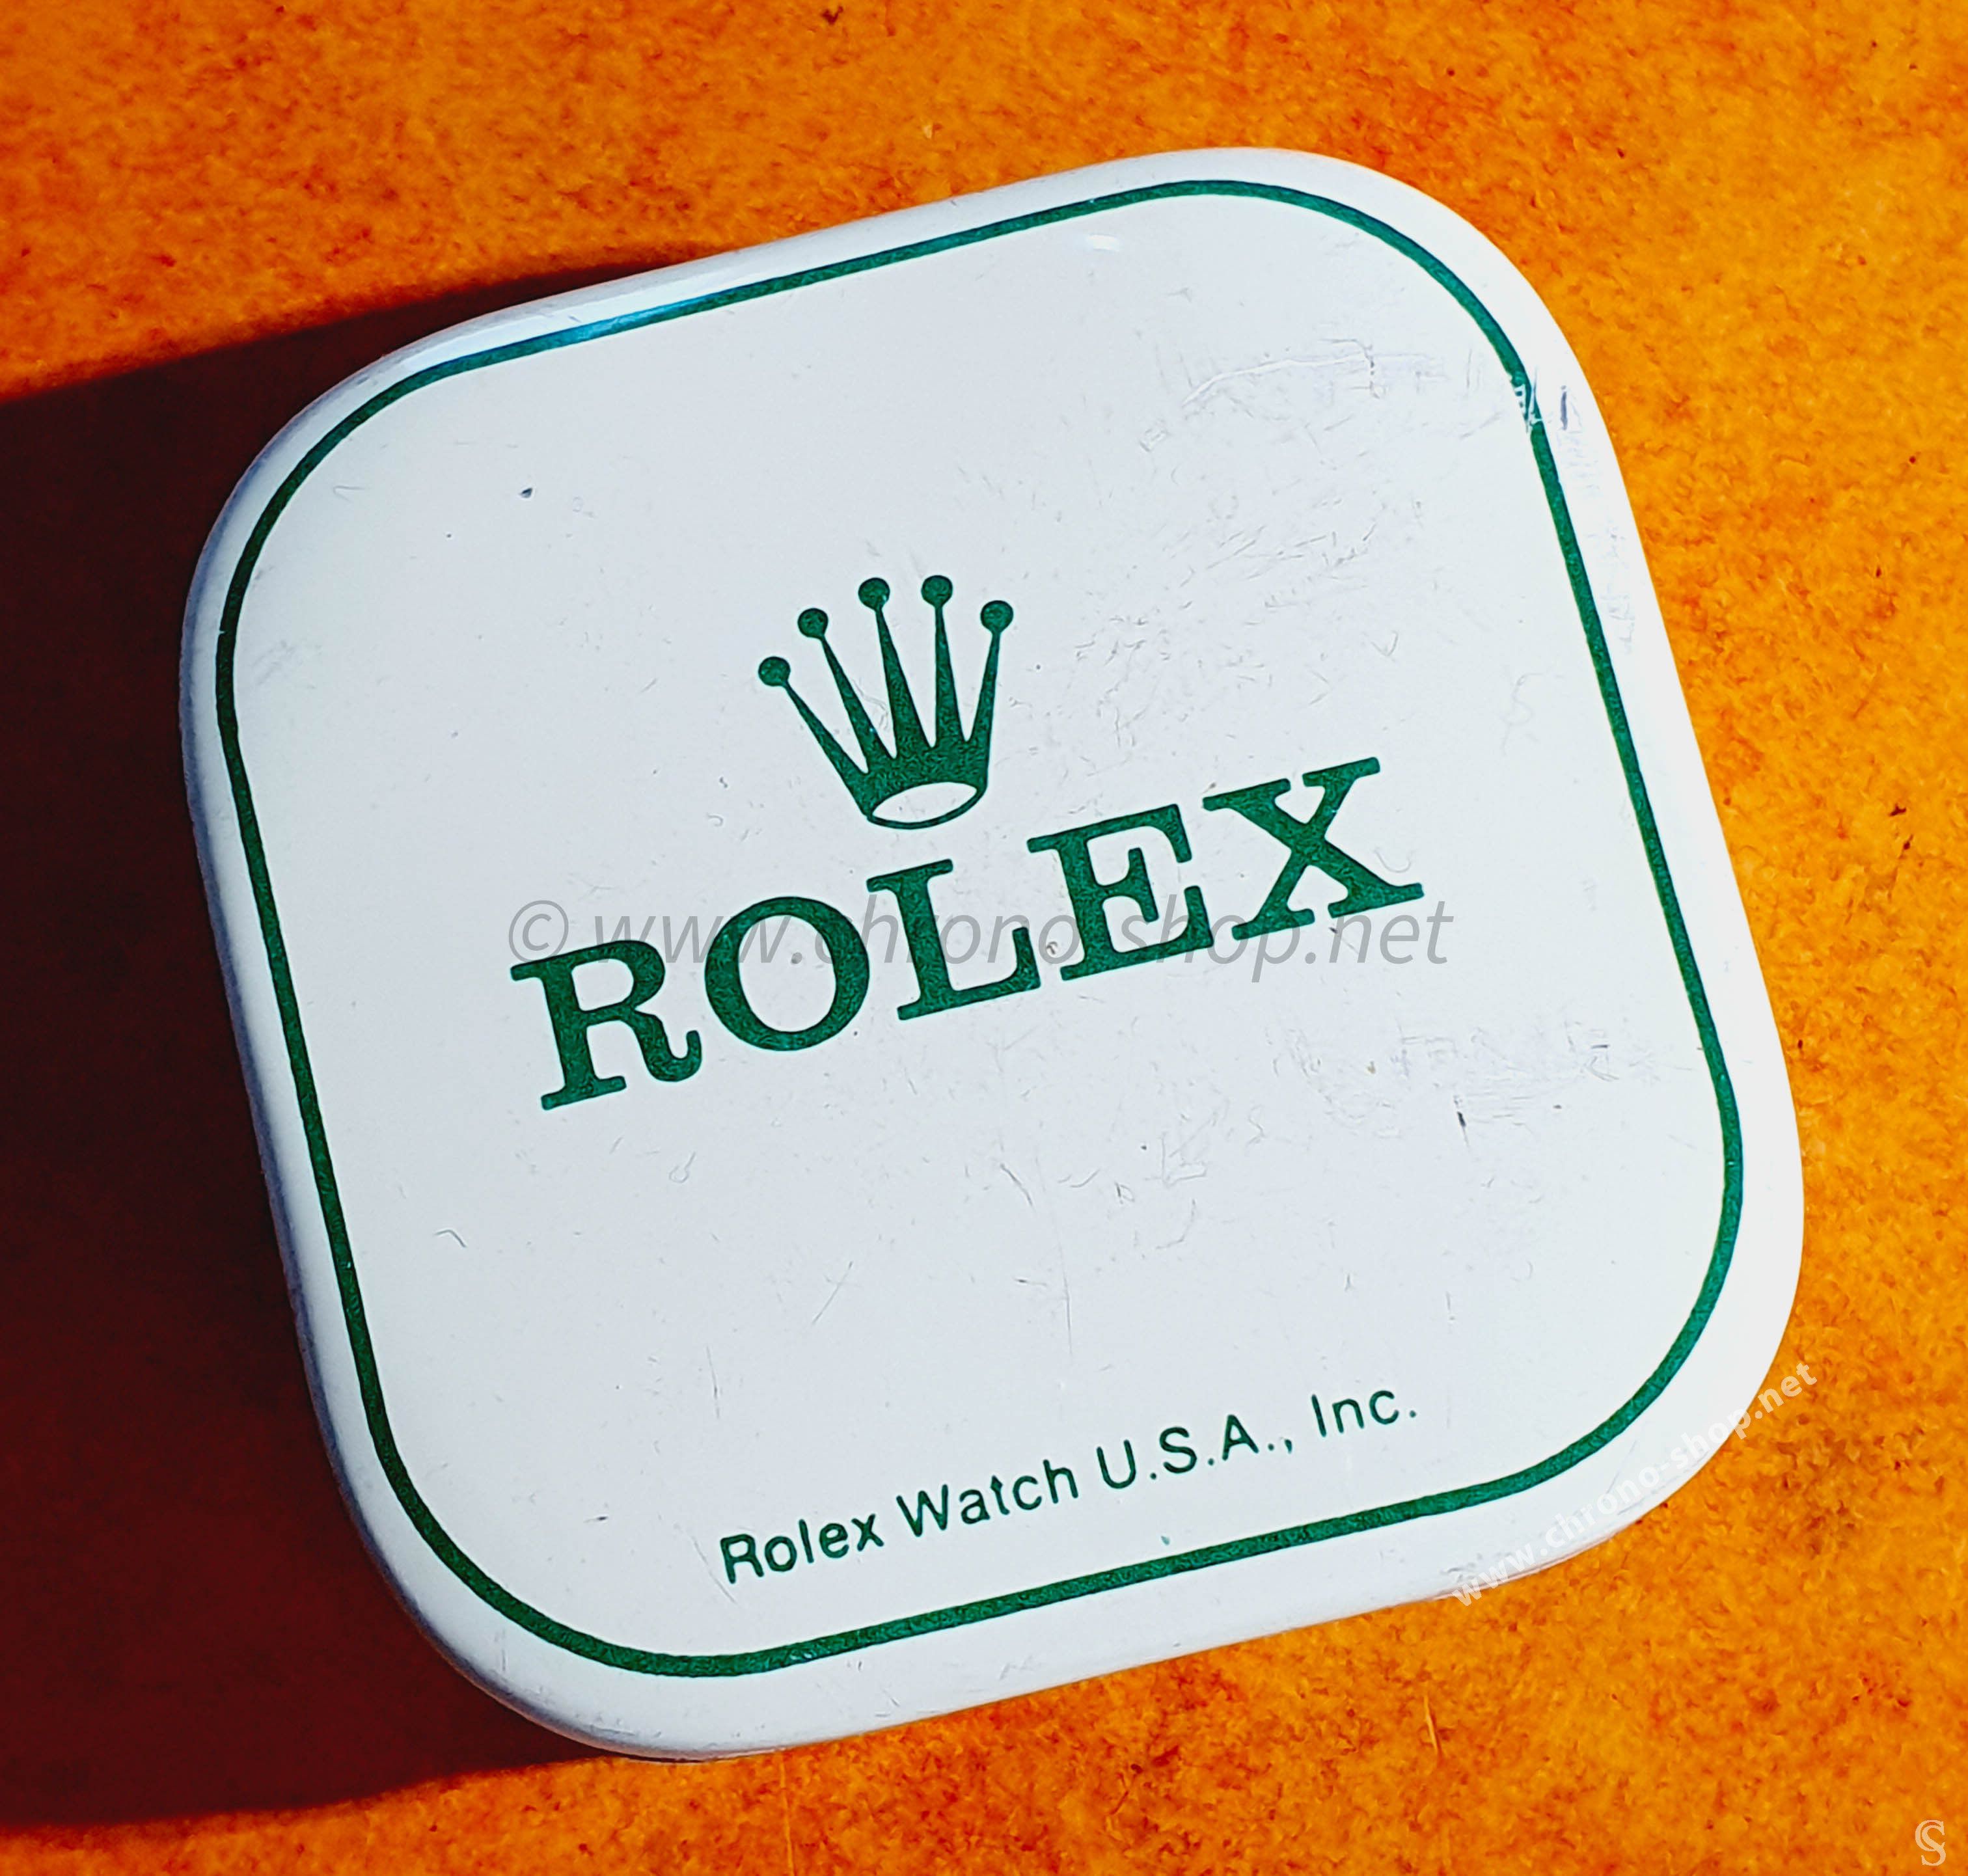 ROLEX
© www.chrono-shop.net
Rolex Watch U.S.A., Inc.
www.chrono-shop.net